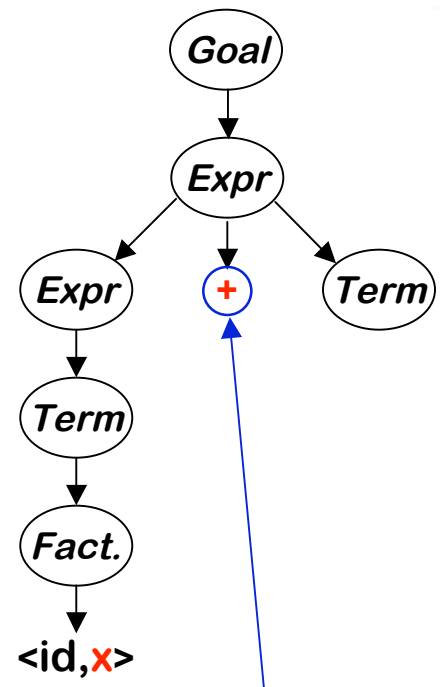 Goal
Expr
Expr + Term
Term
Fact.
<id,x>